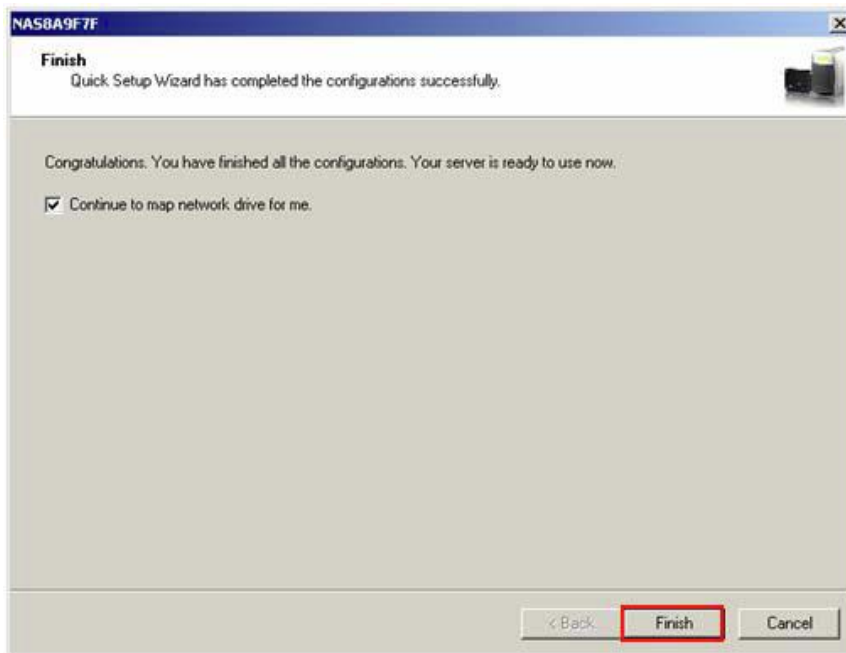 NAS8A9F7F
Finish
Quick Setup Wizard has completed the configurations successfully.
Congratulations. You have finished all the configurations. Your server is ready to use now.
Continue to map network drive for me.
< Back
Finish
Cancel